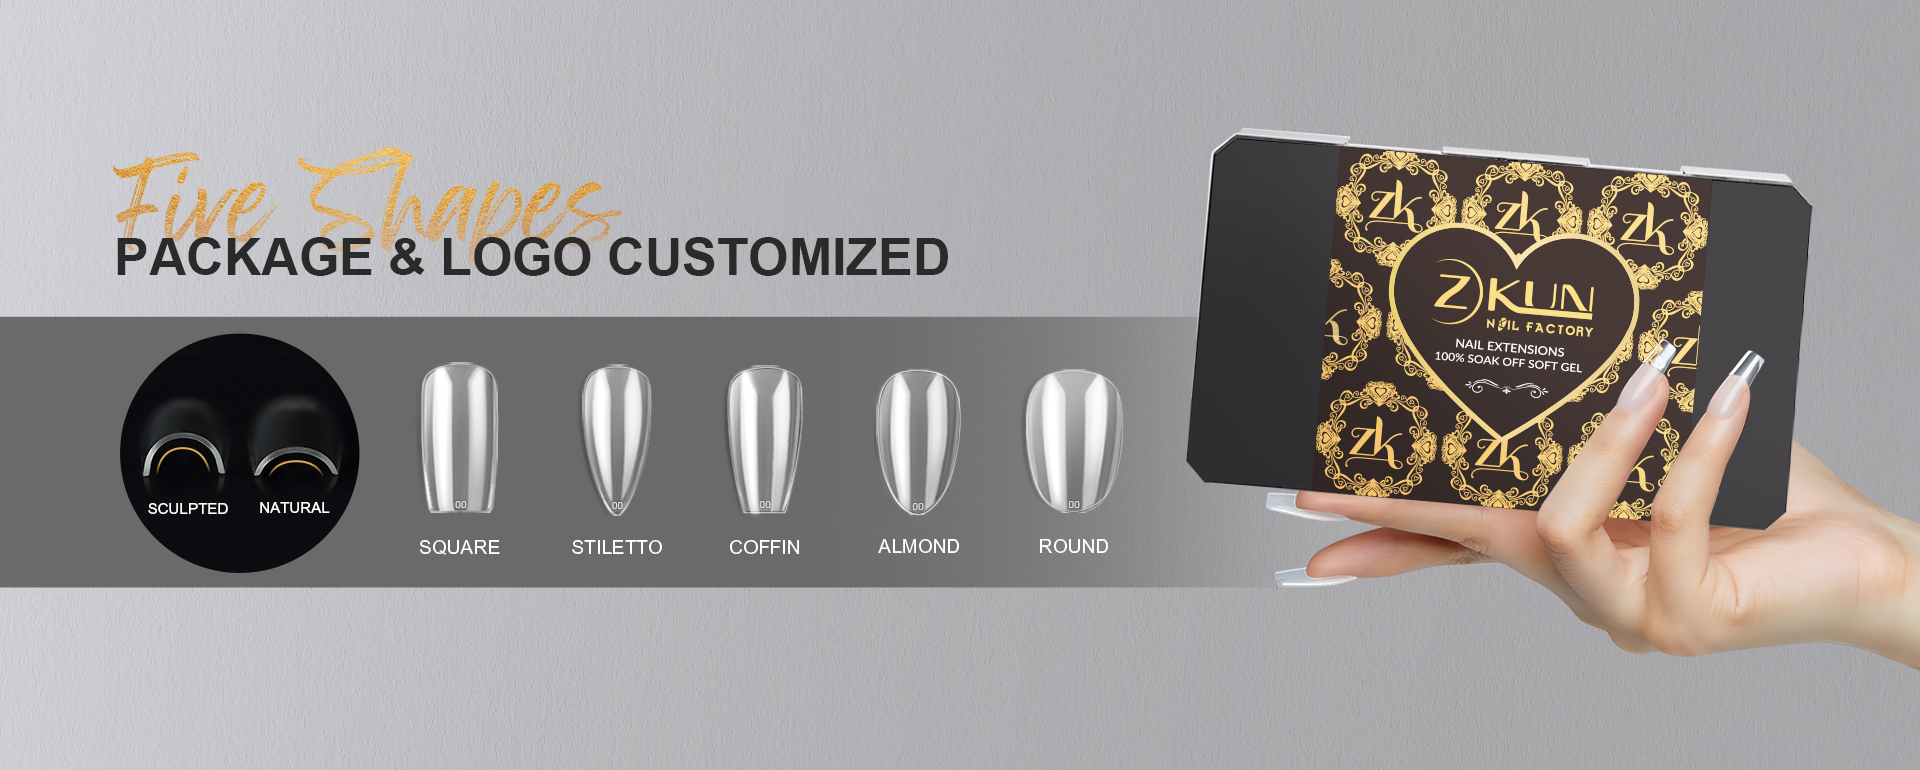 Five Shapes
PACKAGE & LOGO CUSTOMIZED
SCULPTED
NATURAL
00
00
00
00
00
SQUARE
STILETTO
COFFIN
ALMOND
ROUND
ZK
ZK
ZK
ZKUN
NAIL FACTORY
NAIL EXTENSIONS
100% SOAK OFF SOFT GEL
Z
ZK
ZK
K